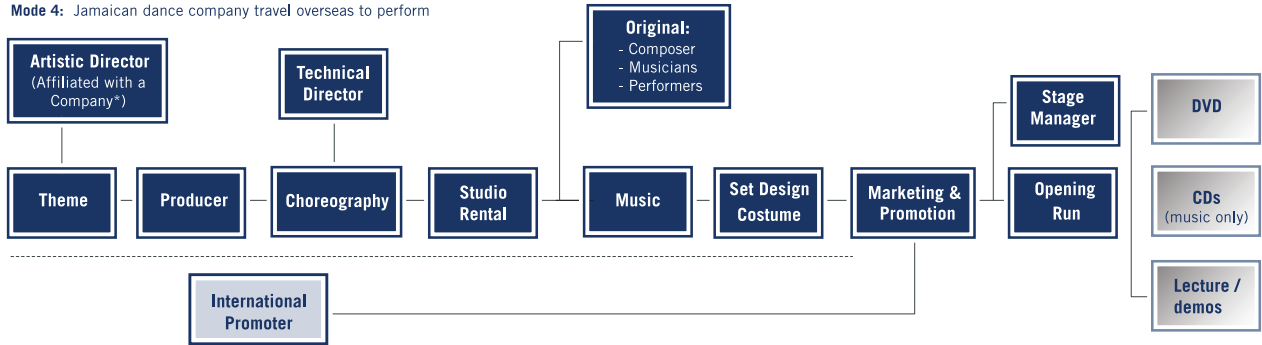 Mode 4: Jamaican dance company travel overseas to perform
Artistic Director
(Affiliated with a
Company*)
Technical
Director
Original:
- Composer
- Musicians
- Performers
Stage
Manager
DVD
Theme
Producer
Choreography
Studio
Rental
Music
Set Design
Costume
Marketing &
Promotion
Opening
Run
CDs
(music only)
International
Promoter
Lecture /
demos